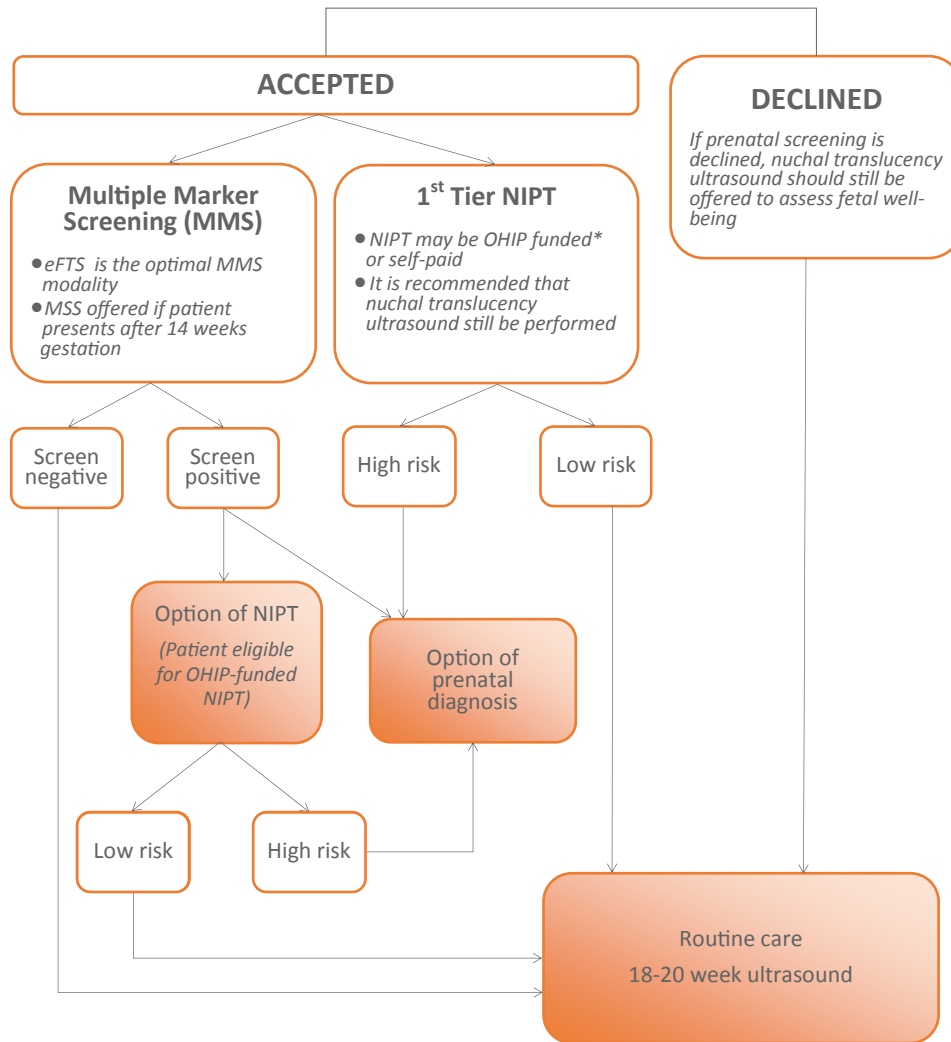 ACCEPTED
DECLINED
If prenatal screening is
declined, nuchal translucency
ultrasound should still be
offered to assess fetal well-
being
Multiple Marker
Screening (MMS)
● eFTS is the optimal MMS
modality
● MSS offered if patient
presents after 14 weeks
gestation
1st Tier NIPT
● NIPT may be OHIP funded*
or self-paid
● It is recommended that
nuchal translucency
ultrasound still be performed
Screen
negative
Screen
positive
High risk
Low risk
Option of NIPT
(Patient eligible
for OHIP-funded
NIPT)
Option of
prenatal
diagnosis
Low risk
High risk
Routine care
18-20 week ultrasound